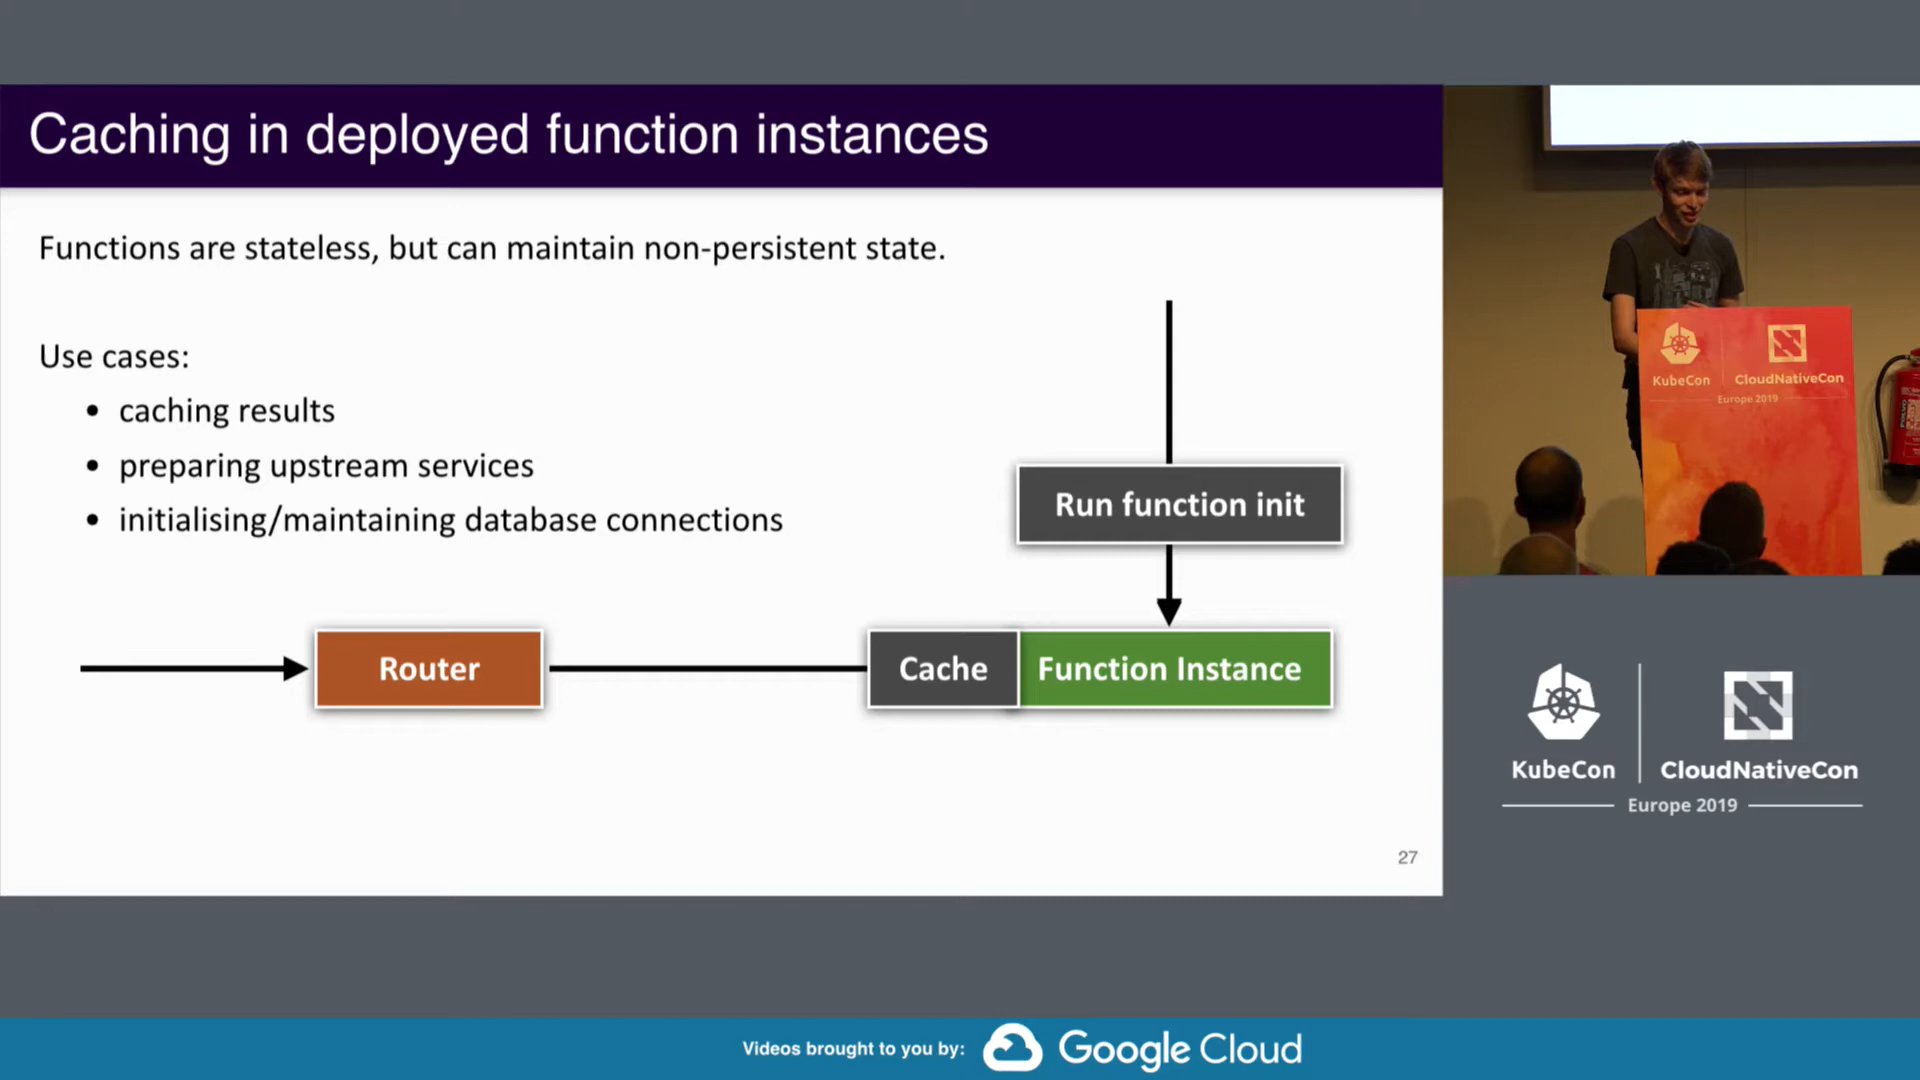 Caching in deployed function instances
Functions are stateless, but can maintain non-persistent state.
Use cases:
• caching results
• preparing upstream services
• initialising/maintaining database connections
Run function init
Router
Cache
Function Instance
27
KubeCon
CloudNativeCon
Europe 2019
KubeCon
CloudNativeCon
Europe 2019
Videos brought to you by:
Google Cloud